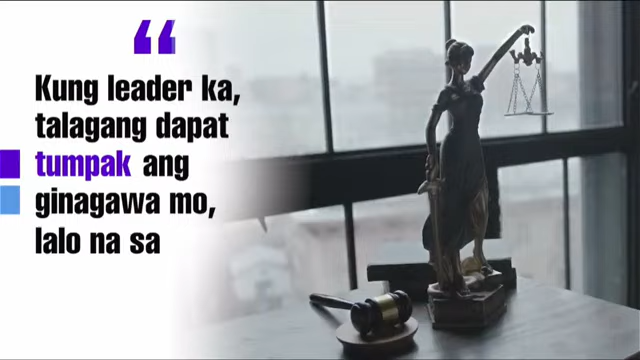 “
Kung leader ka,
talagang dapat
tumpak ang
ginagawa mo,
lalo na sa